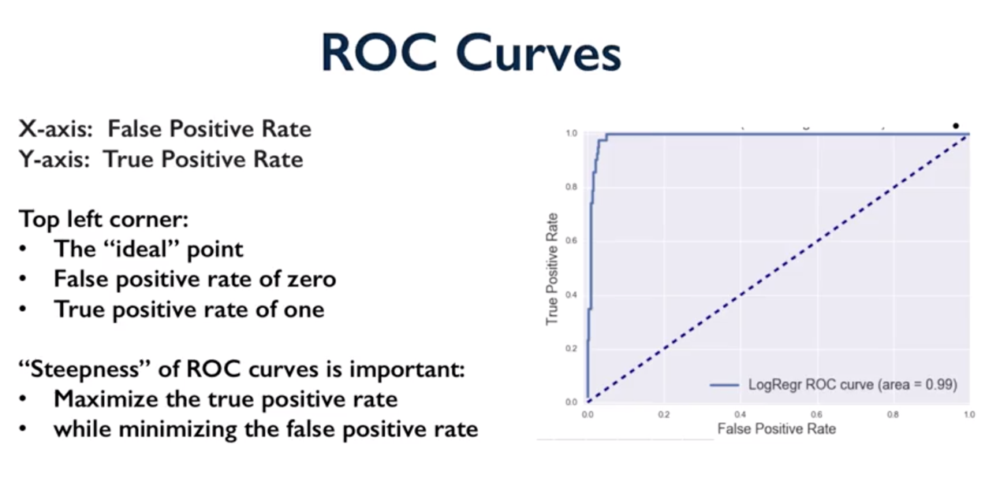 ROC Curves
X-axis: False Positive Rate
Y-axis: True Positive Rate
Top left corner:
• The “ideal” point
• False positive rate of zero
• True positive rate of one
“Steepness” of ROC curves is important:
• Maximize the true positive rate
• while minimizing the false positive rate
1.0
0.8
0.6
0.4
0.2
0.0
True Positive Rate
LogRegr ROC curve (area = 0.99)
0.0 0.2 0.4 0.6 0.8 1.0
False Positive Rate